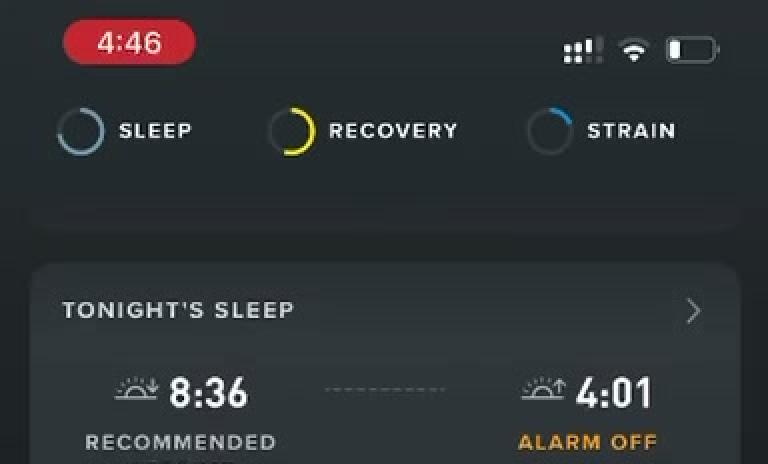 4:46
SLEEP RECOVERY STRAIN
TONIGHT'S SLEEP
8:36 4:01
RECOMMENDED ALARM OFF